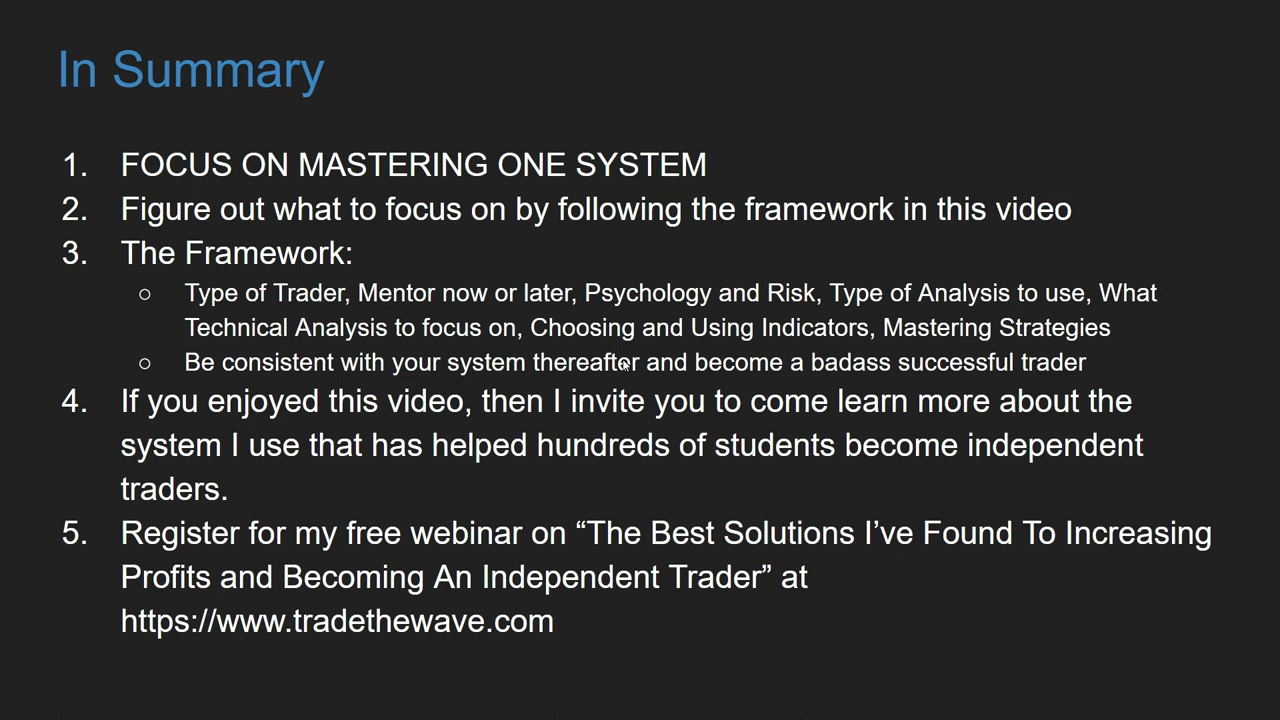 In Summary
1. FOCUS ON MASTERING ONE SYSTEM
2. Figure out what to focus on by following the framework in this video
3. The Framework:
○ Type of Trader, Mentor now or later, Psychology and Risk, Type of Analysis to use, What
Technical Analysis to focus on, Choosing and Using Indicators, Mastering Strategies
○ Be consistent with your system thereafter and become a badass successful trader
4. If you enjoyed this video, then I invite you to come learn more about the
system I use that has helped hundreds of students become independent
traders.
5. Register for my free webinar on “The Best Solutions I’ve Found To Increasing
Profits and Becoming An Independent Trader” at
https://www.tradethewave.com